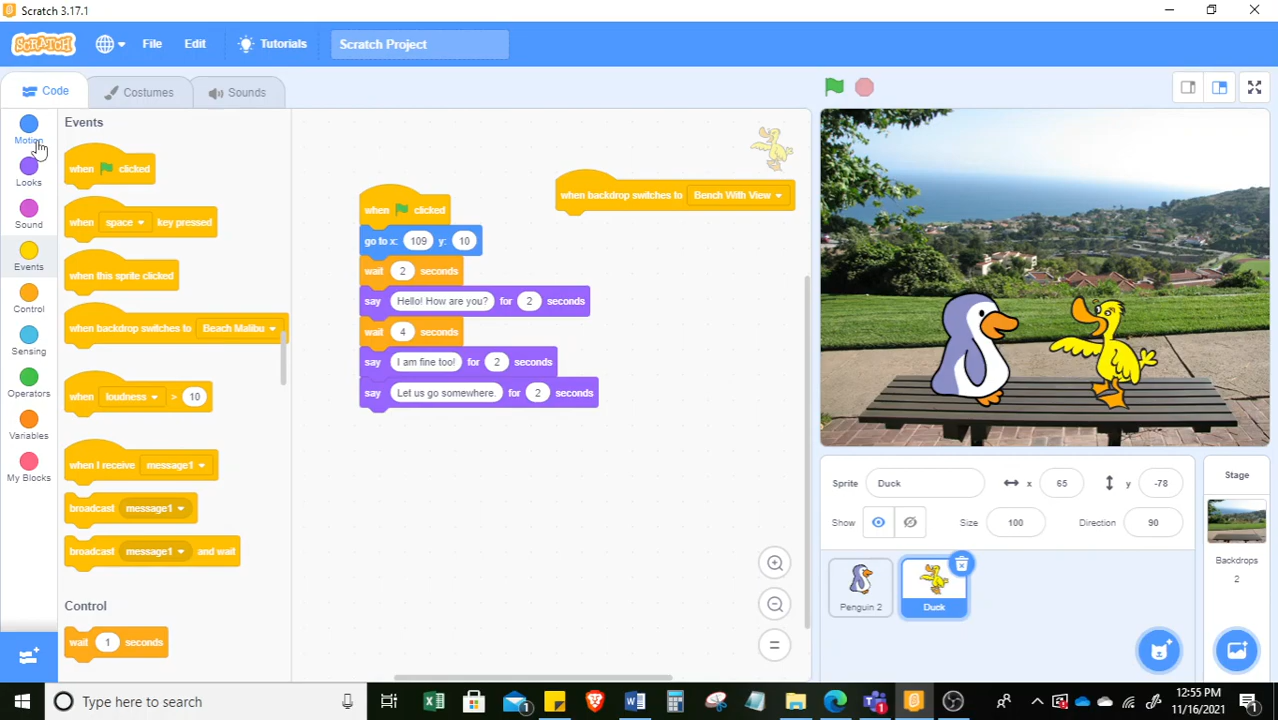 Scratch 3.17.1
SCRATCH File Edit Tutorials Scratch Project
Code Costumes Sounds
Motion
Looks
Sound
Events
Control
Sensing
Operators
Variables
My Blocks
Events
when clicked
when space key pressed
when this sprite clicked
when backdrop switches to Beach Malibu
when loudness > 10
when I receive message1
broadcast message1
broadcast message1 and wait
Control
wait 1 seconds
when clicked
go to x: 109 y: 10
wait 2 seconds
say Hello! How are you? for 2 seconds
wait 4 seconds
say I am fine too! for 2 seconds
say Let us go somewhere. for 2 seconds
when backdrop switches to Bench With View
Sprite Duck x 65 y -78
Show Size 100 Direction 90
Penguin 2
Duck
Stage
Backdrops
2
Type here to search
12:55 PM
11/16/2021